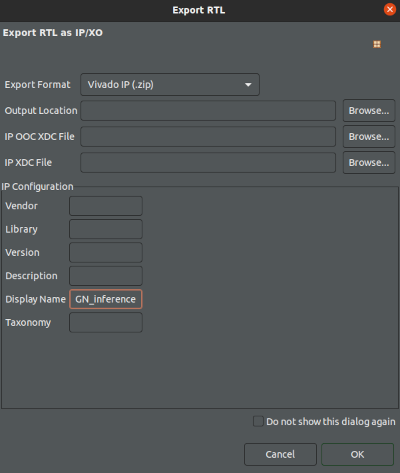 Export RTL
Export RTL as IP/XO
Export Format Vivado IP (.zip)
Output Location Browse...
IP OOC XDC File Browse...
IP XDC File Browse...
IP Configuration
Vendor
Library
Version
Description
Display Name GN_inference
Taxonomy
Do not show this dialog again
Cancel OK